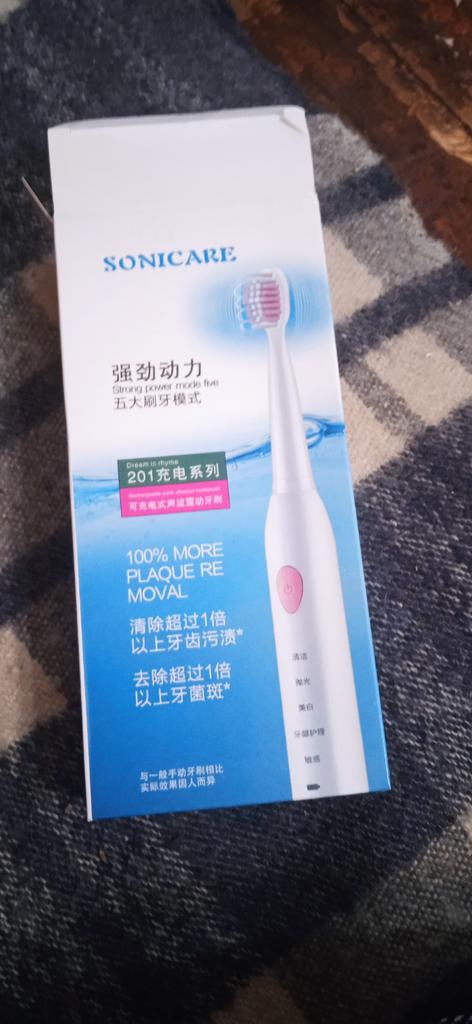 SONICARE
强劲动力
Strong power mode five
五大刷牙模式
Dream in rhyme
201充电系列
Rechargeable sonic vibration toothbrush
可充电式声波震动牙刷
100% MORE
PLAQUE RE
MOVAL
清除超过1倍
以上牙齿污渍*
去除超过1倍
以上牙菌斑*
清洁
抛光
美白
牙龈护理
敏感
与一般手动牙刷相比
实际效果因人而异